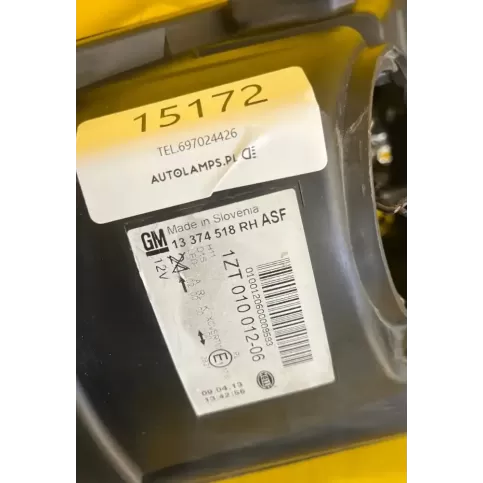 15172
TEL.697024426
AUTOLAMPS.PL
GM
Made in Slovenia
13 374 518 RH ASF
12V
1ZT 010 012-06
0100120600009593
E
09.04.13
13:42:56